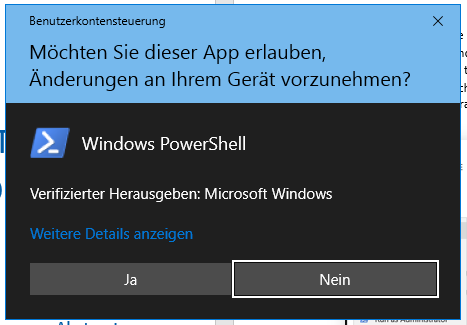 Benutzerkontensteuerung
Möchten Sie dieser App erlauben,
Änderungen an Ihrem Gerät vorzunehmen?
Windows PowerShell
Verifizierter Herausgeben: Microsoft Windows
Weitere Details anzeigen
Ja
Nein